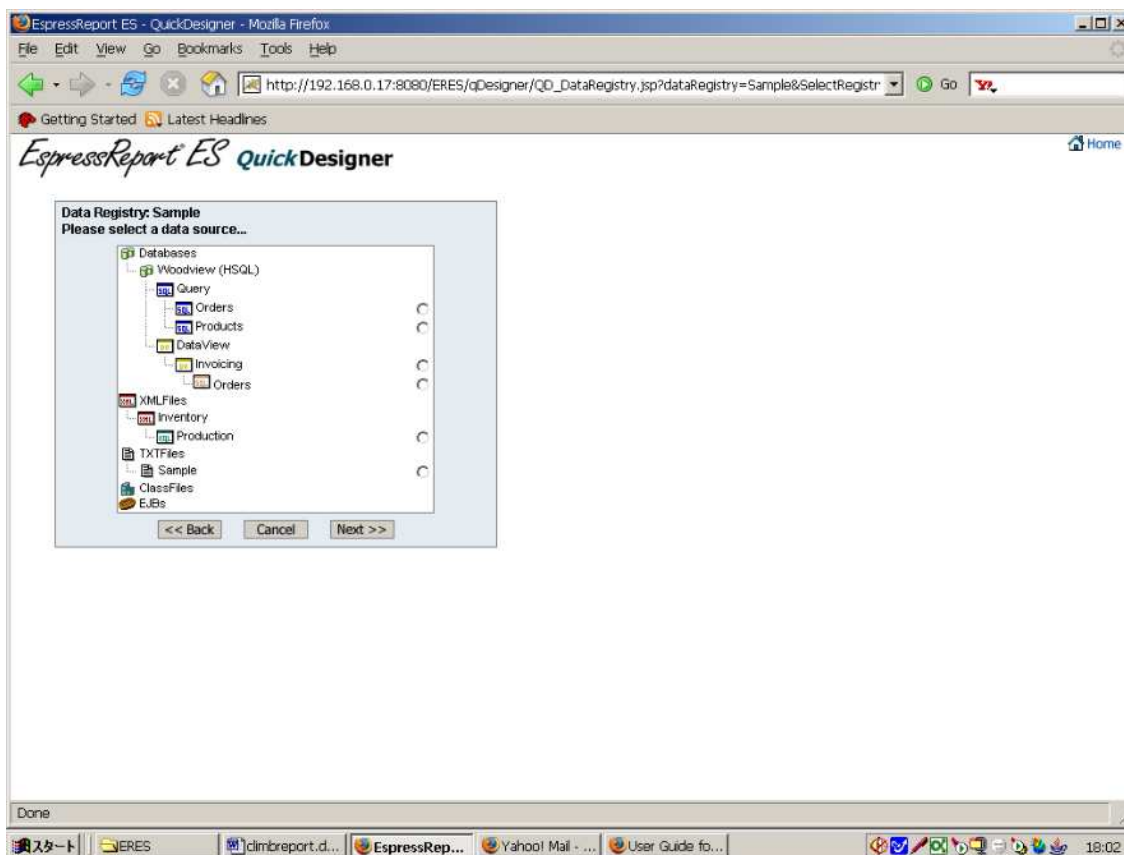 EspressReport ES - QuickDesigner - Mozilla Firefox
File Edit View Go Bookmarks Tools Help
http://192.168.0.17:8080/ERES/qDesigner/QD_DataRegistry.jsp?dataRegistry=Sample&SelectRegistr Go
Getting Started Latest Headlines
EspressReport ES QuickDesigner
Home
Data Registry: Sample
Please select a data source...
Databases
Woodview (HSQL)
Query
Orders
Products
DataView
Invoicing
Orders
XMLFiles
Inventory
Production
TXTFiles
Sample
ClassFiles
EJBs
<< Back Cancel Next >>
Done
スタート ERES climbreport.d... EspressRep... Yahoo! Mail - ... User Guide fo... 18:02